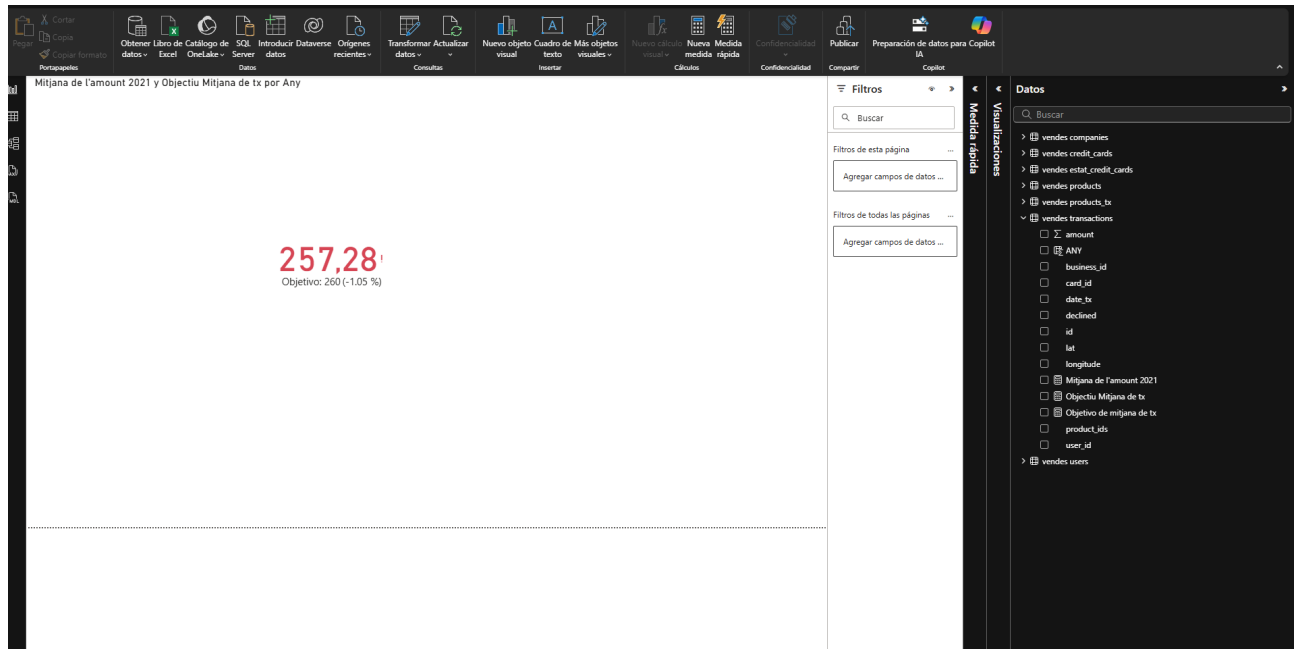 Pegar
Cortar
Copia
Copiar formato
Portapapeles
Obtener datos
Libro de Excel
Catálogo de OneLake
SQL Server
Introducir datos
Dataverse
Orígenes recientes
Datos
Transformar datos
Actualizar
Consultas
Nuevo objeto visual
Cuadro de texto
Más objetos visuales
Insertar
Nuevo cálculo visual
Nueva medida
Medida rápida
Cálculos
Confidencialidad
Confidencialidad
Publicar
Compartir
Preparación de datos para IA
Copilot
Copilot
Mitjana de l'amount 2021 y Objectiu Mitjana de tx por Any
257,28!
Objetivo: 260 (-1.05 %)
Filtros
Buscar
Filtros de esta página ...
Agregar campos de datos ...
Filtros de todas las páginas ...
Agregar campos de datos ...
Medida rápida
Visualizaciones
Datos
Buscar
vendes companies
vendes credit_cards
vendes estat_credit_cards
vendes products
vendes products_tx
vendes transactions
amount
ANY
business_id
card_id
date_tx
declined
id
lat
longitude
Mitjana de l'amount 2021
Objectiu Mitjana de tx
Objetivo de mitjana de tx
product_ids
user_id
vendes users